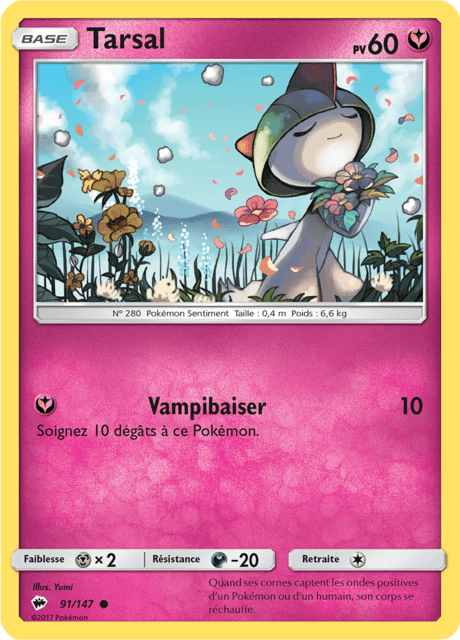 BASE Tarsal PV 60
N° 280 Pokémon Sentiment Taille : 0,4 m Poids : 6,6 kg
Vampibaiser 10
Soignez 10 dégâts à ce Pokémon.
Faiblesse × 2 Résistance -20 Retraite
Illus. Yumi
91/147
©2017 Pokémon
Quand ses cornes captent les ondes positives
d'un Pokémon ou d'un humain, son corps se
réchauffe.